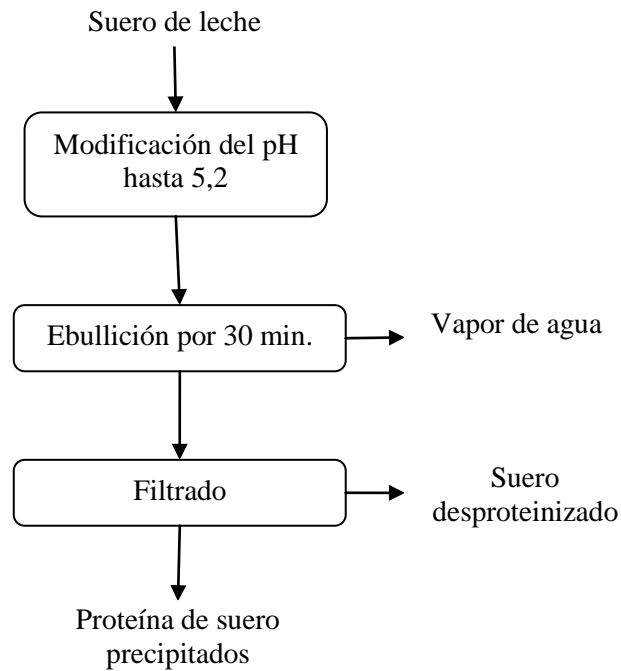 Suero de leche
Modificación del pH
hasta 5,2
Ebullición por 30 min.
Vapor de agua
Filtrado
Suero
desproteinizado
Proteína de suero
precipitados